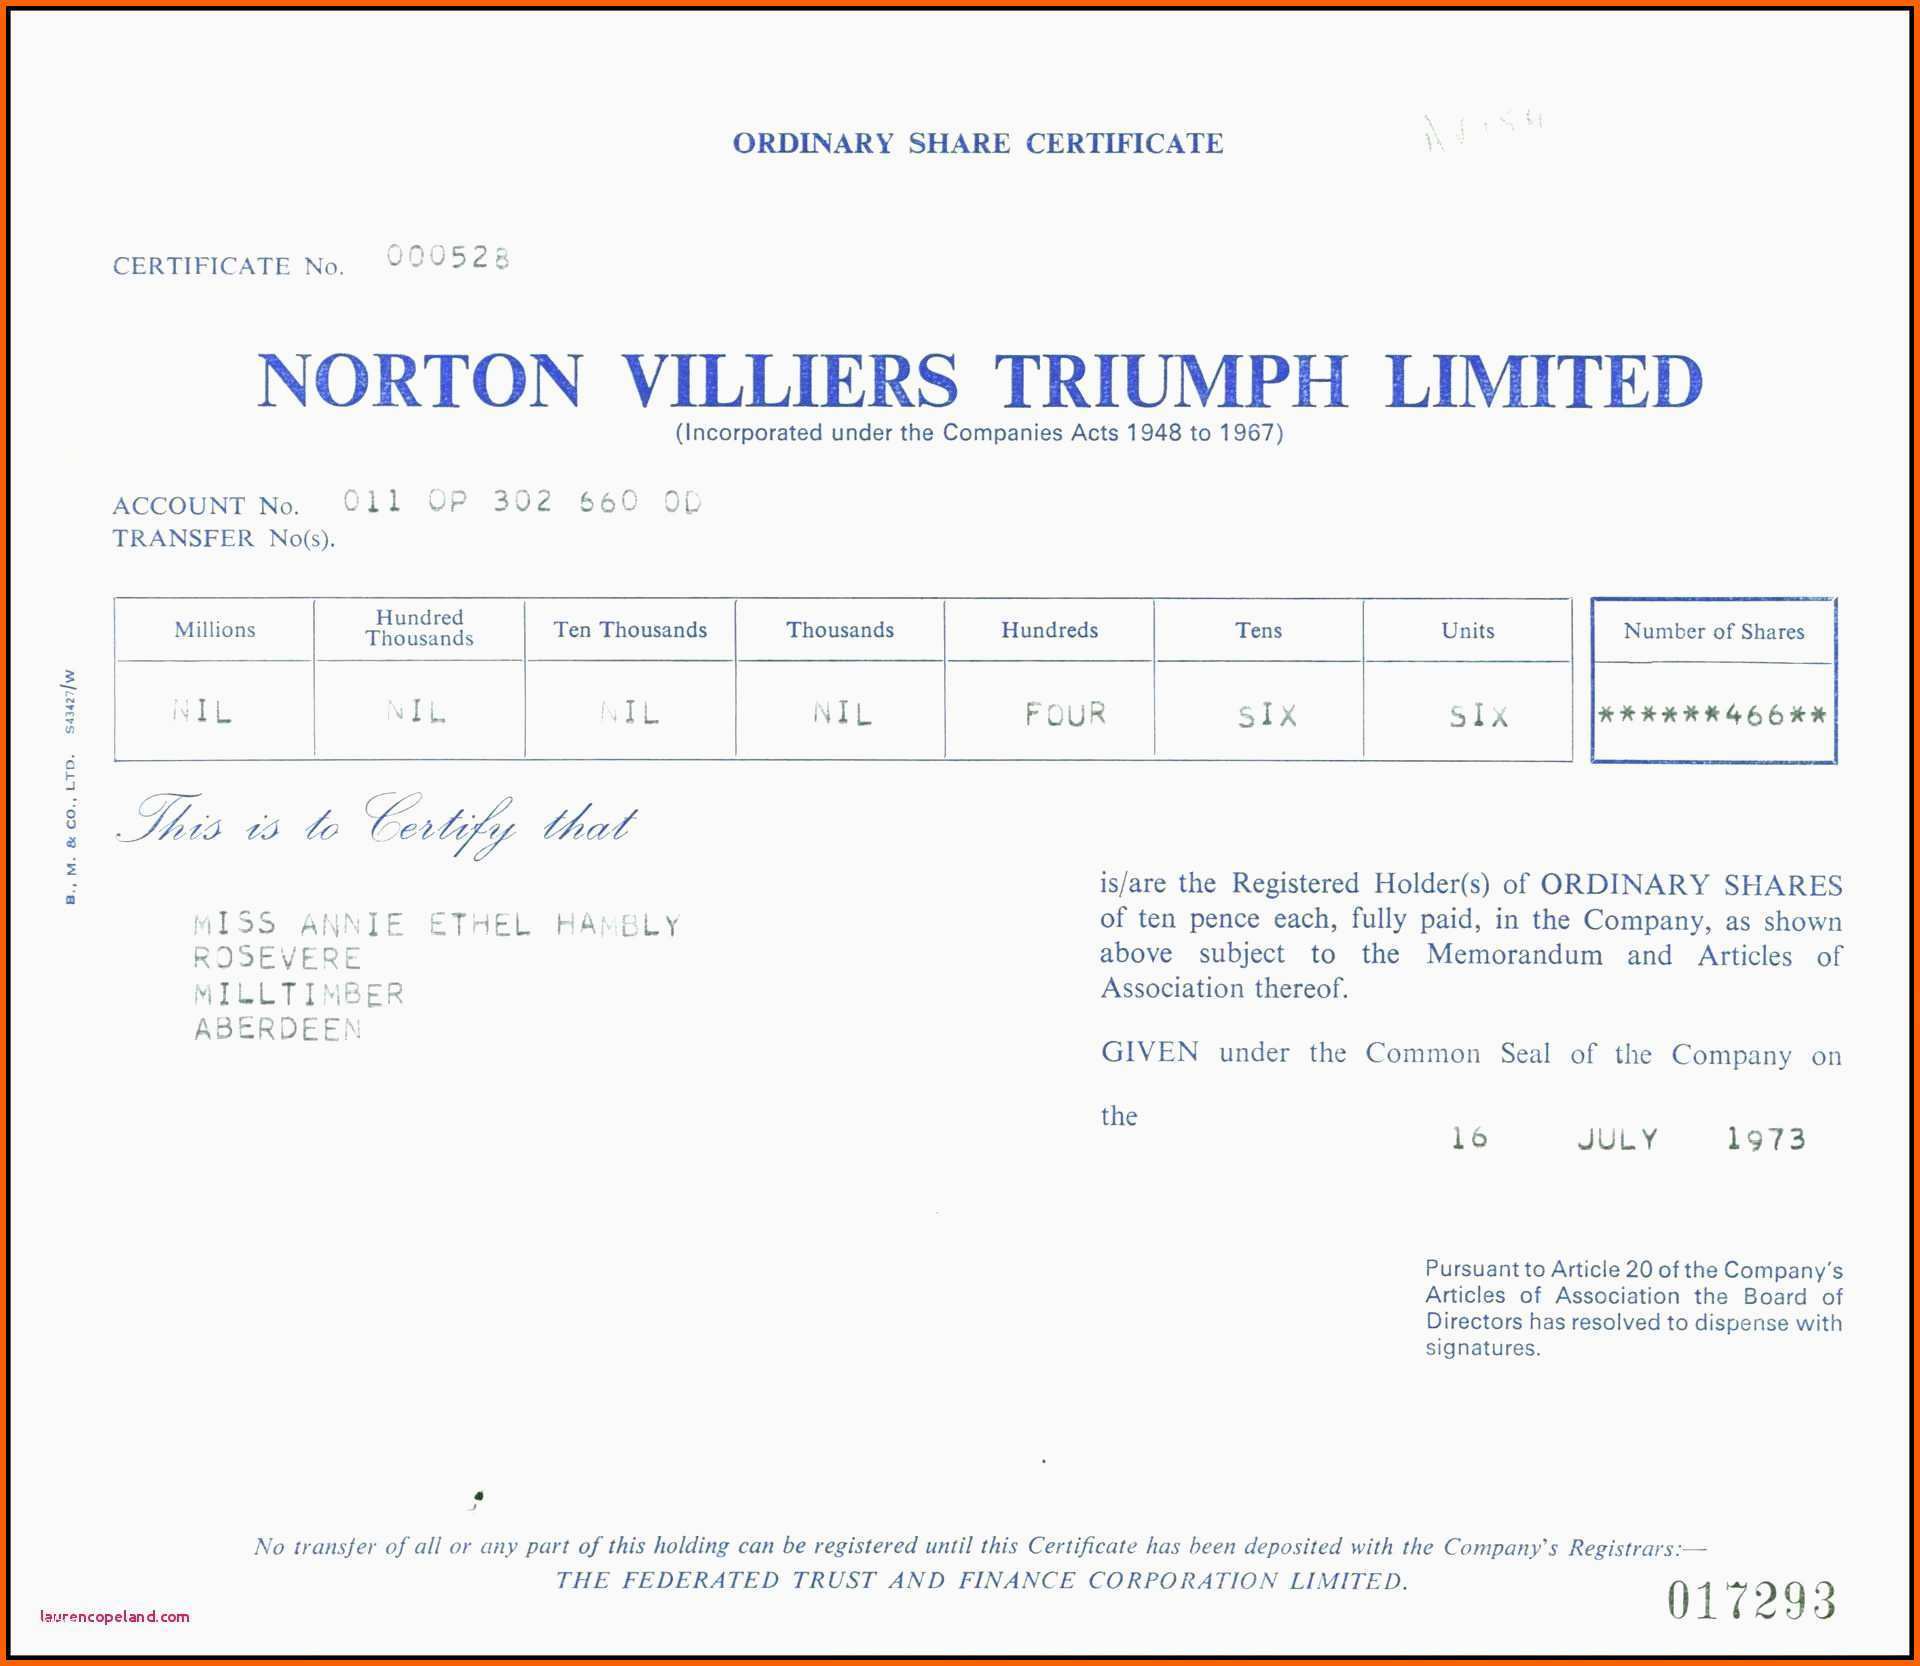 ORDINARY SHARE CERTIFICATE
CERTIFICATE No. 000528
NORTON VILLIERS TRIUMPH LIMITED
(Incorporated under the Companies Acts 1948 to 1967)
ACCOUNT No. 011 OP 302 660 OD
TRANSFER No(s).
Millions Hundred Thousands Ten Thousands Thousands Hundreds Tens Units Number of Shares
NIL NIL NIL NIL FOUR SIX SIX ******466**
B., M. & CO., LTD. S43427/W
This is to Certify that
MISS ANNIE ETHEL HAMBLY
ROSEVERE
MILLTIMBER
ABERDEEN
is/are the Registered Holder(s) of ORDINARY SHARES
of ten pence each, fully paid, in the Company, as shown
above subject to the Memorandum and Articles of
Association thereof.
GIVEN under the Common Seal of the Company on
the
16 JULY 1973
Pursuant to Article 20 of the Company's
Articles of Association the Board of
Directors has resolved to dispense with
signatures.
No transfer of all or any part of this holding can be registered until this Certificate has been deposited with the Company's Registrars:—
THE FEDERATED TRUST AND FINANCE CORPORATION LIMITED.
017293
laurencopeland.com